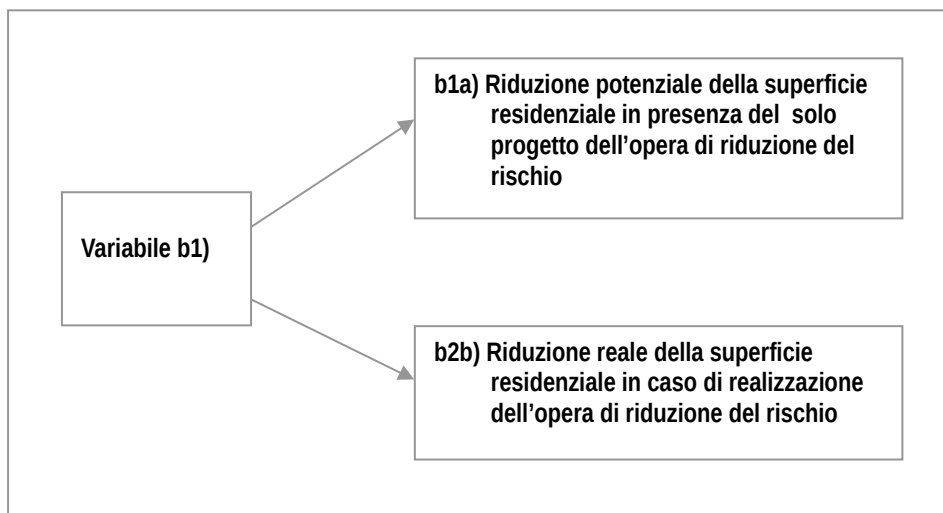 b1a) Riduzione potenziale della superficie
residenziale in presenza del solo
progetto dell'opera di riduzione del
rischio
Variabile b1)
b2b) Riduzione reale della superficie
residenziale in caso di realizzazione
dell'opera di riduzione del rischio